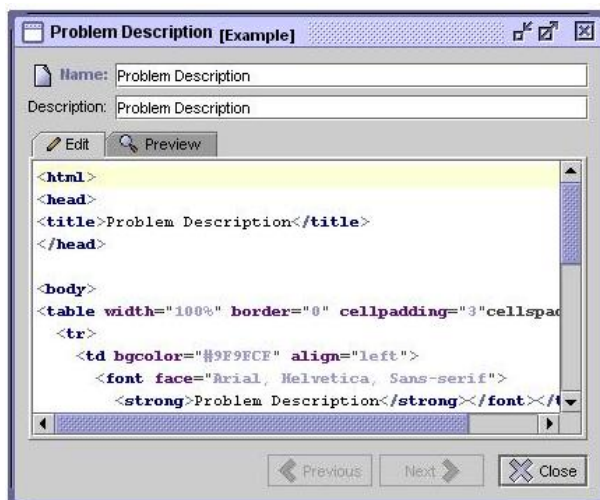 Problem Description [Example]
Name: Problem Description
Description: Problem Description
Edit Preview
<html>
<head>
<title>Problem Description</title>
</head>
<body>
<table width="100%" border="0" cellpadding="3"cellspac
<tr>
<td bgcolor="#9F9FCF" align="left">
<font face="Arial, Helvetica, Sans-serif">
<strong>Problem Description</strong></font></t
Previous Next Close